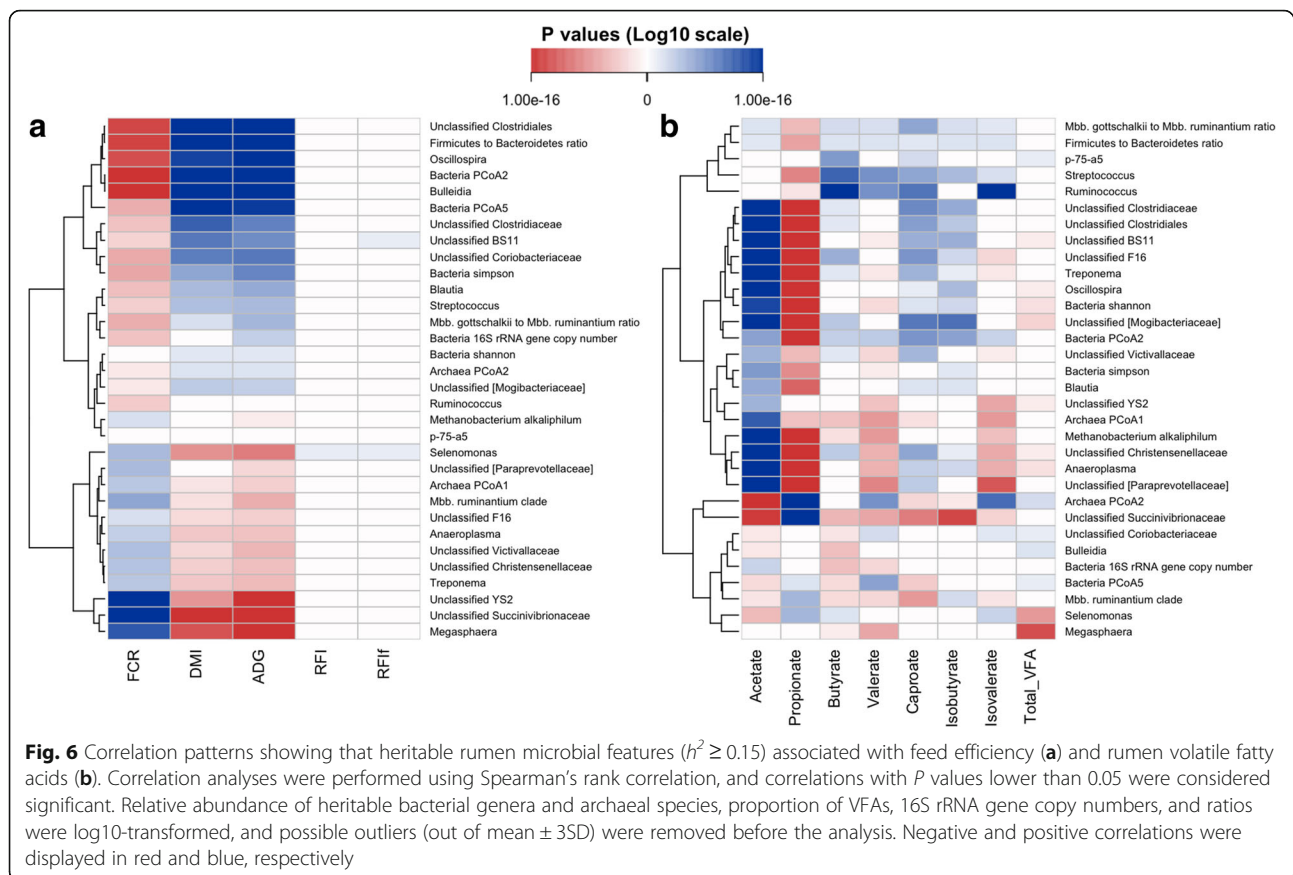 P values (Log10 scale)
1.00e-16 0 1.00e-16
a
Unclassified Clostridiales
Firmicutes to Bacteroidetes ratio
Oscillospira
Bacteria PCoA2
Bulleidia
Bacteria PCoA5
Unclassified Clostridiaceae
Unclassified BS11
Unclassified Coriobacteriaceae
Bacteria simpson
Blautia
Streptococcus
Mbb. gottschalkii to Mbb. ruminantium ratio
Bacteria 16S rRNA gene copy number
Bacteria shannon
Archaea PCoA2
Unclassified [Mogibacteriaceae]
Ruminococcus
Methanobacterium alkaliphilum
p-75-a5
Selenomonas
Unclassified [Paraprevotellaceae]
Archaea PCoA1
Mbb. ruminantium clade
Unclassified F16
Anaeroplasma
Unclassified Victivallaceae
Unclassified Christensenellaceae
Treponema
Unclassified YS2
Unclassified Succinivibrionaceae
Megasphaera
FCR
DMI
ADG
RFI
RFIf
b
Mbb. gottschalkii to Mbb. ruminantium ratio
Firmicutes to Bacteroidetes ratio
p-75-a5
Streptococcus
Ruminococcus
Unclassified Clostridiaceae
Unclassified Clostridiales
Unclassified BS11
Unclassified F16
Treponema
Oscillospira
Bacteria shannon
Unclassified [Mogibacteriaceae]
Bacteria PCoA2
Unclassified Victivallaceae
Bacteria simpson
Blautia
Unclassified YS2
Archaea PCoA1
Methanobacterium alkaliphilum
Unclassified Christensenellaceae
Anaeroplasma
Unclassified [Paraprevotellaceae]
Archaea PCoA2
Unclassified Succinivibrionaceae
Unclassified Coriobacteriaceae
Bulleidia
Bacteria 16S rRNA gene copy number
Bacteria PCoA5
Mbb. ruminantium clade
Selenomonas
Megasphaera
Acetate
Propionate
Butyrate
Valerate
Caproate
Isobutyrate
Isovalerate
Total_VFA
Fig. 6 Correlation patterns showing that heritable rumen microbial features (h² ≥ 0.15) associated with feed efficiency (a) and rumen volatile fatty
acids (b). Correlation analyses were performed using Spearman's rank correlation, and correlations with P values lower than 0.05 were considered
significant. Relative abundance of heritable bacterial genera and archaeal species, proportion of VFAs, 16S rRNA gene copy numbers, and ratios
were log10-transformed, and possible outliers (out of mean ± 3SD) were removed before the analysis. Negative and positive correlations were
displayed in red and blue, respectively